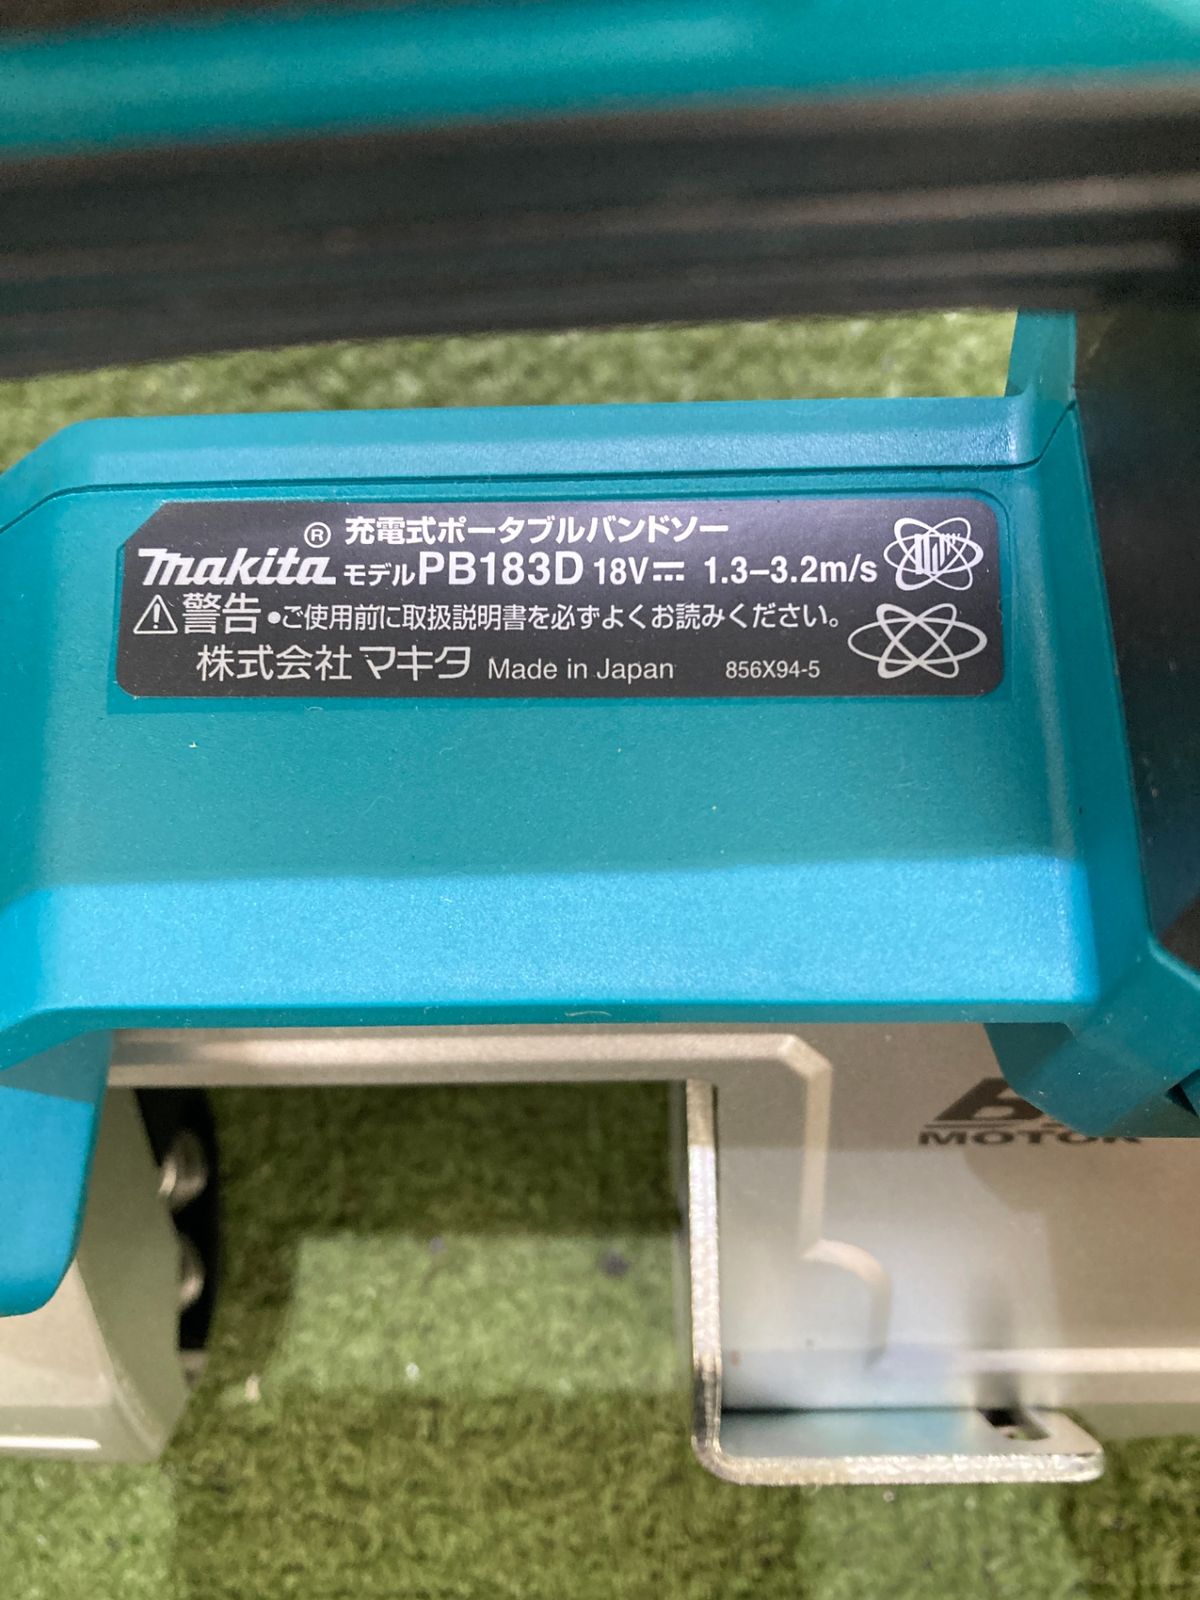 ® 充電式ポータブルバンドソー
makita モデルPB183D 18V⎓ 1.3–3.2m/s
⚠警告 •ご使用前に取扱説明書を必ずよくお読みください。
株式会社マキタ Made in Japan 856X94-5
MOTOR